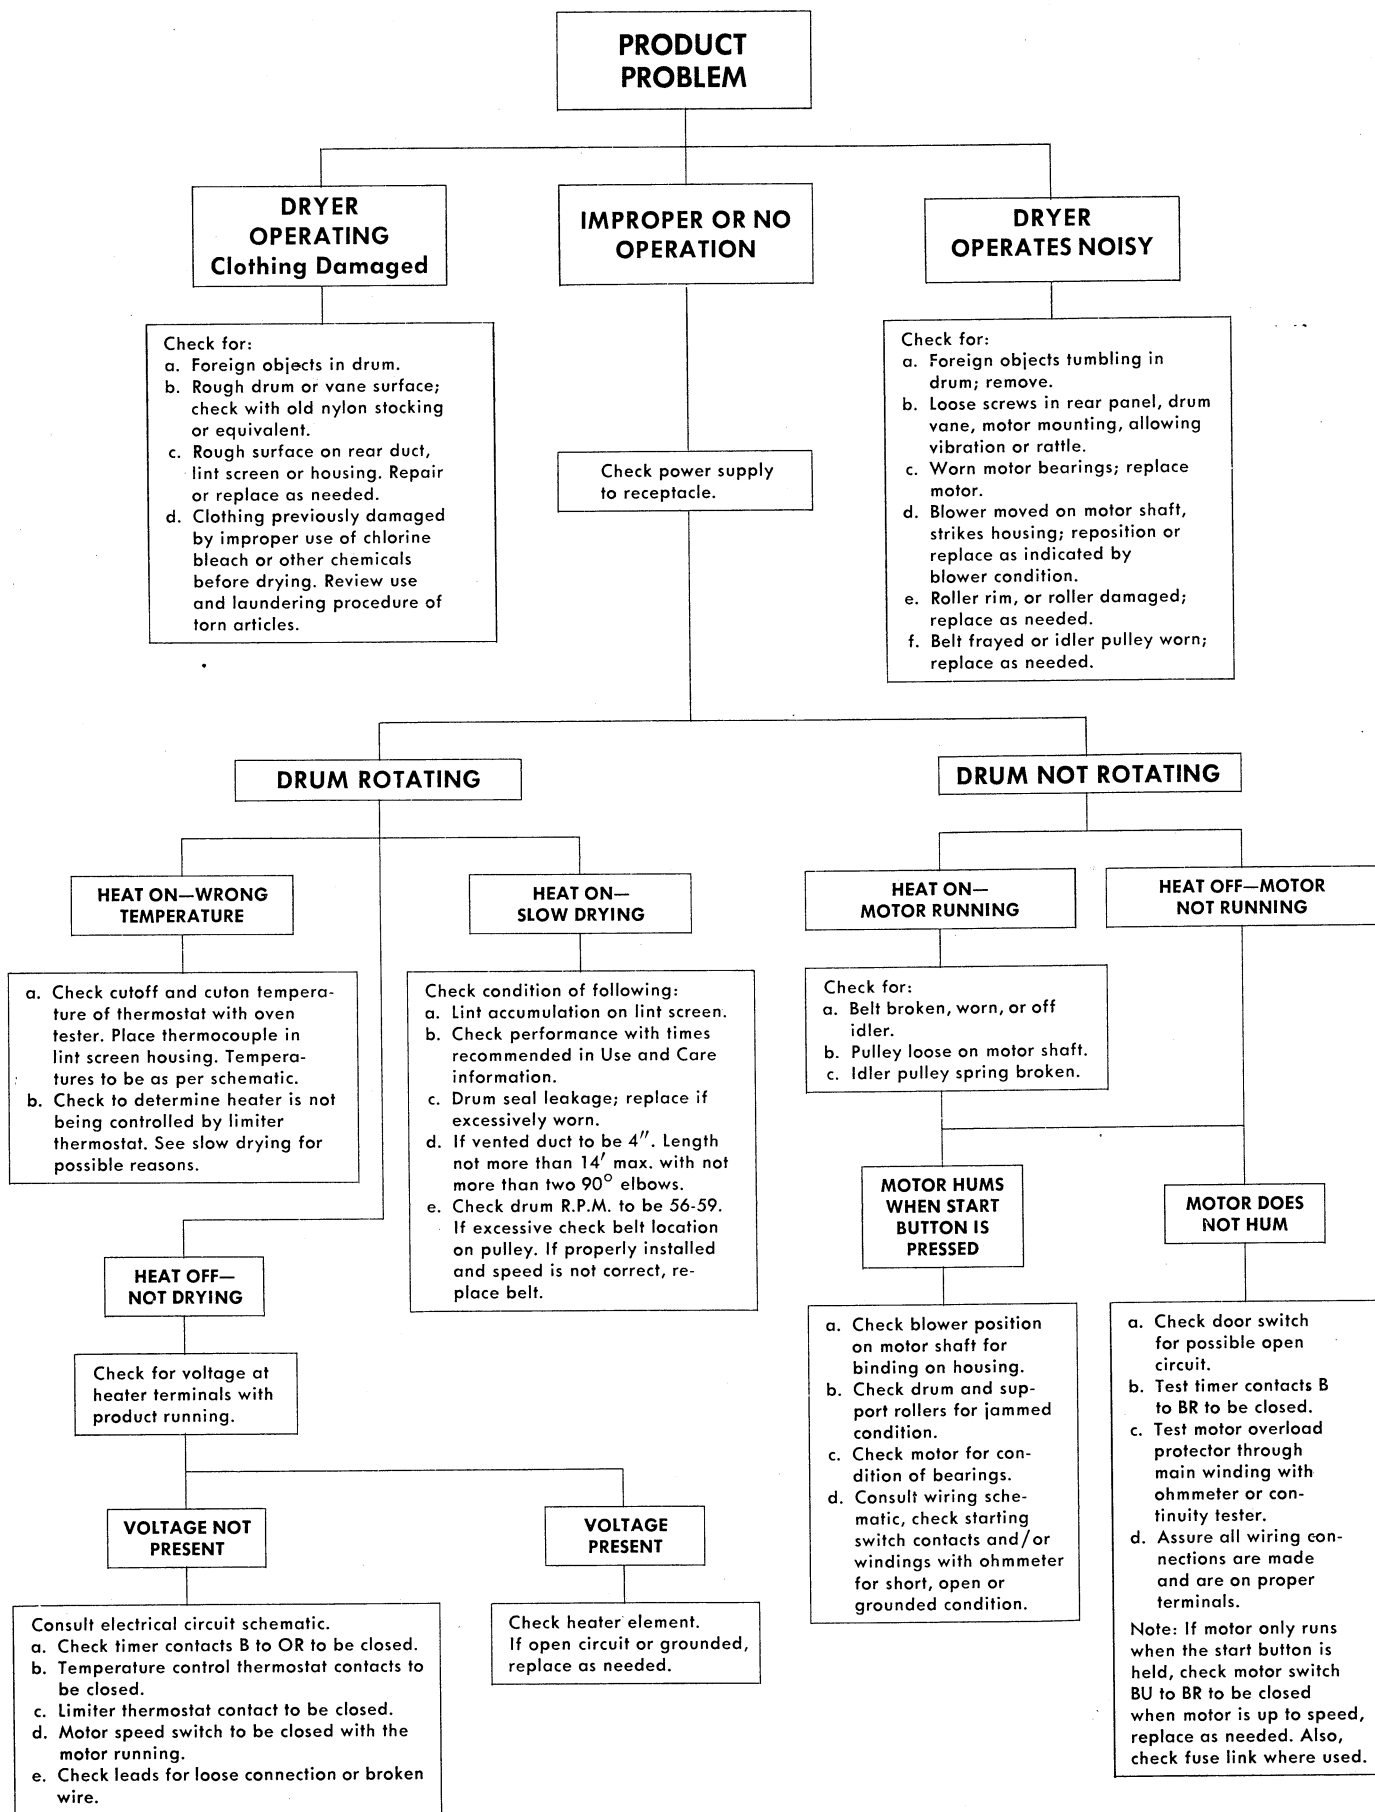 PRODUCT
PROBLEM
DRYER
OPERATING
Clothing Damaged
IMPROPER OR NO
OPERATION
DRYER
OPERATES NOISY
Check for:
a. Foreign objects in drum.
b. Rough drum or vane surface;
check with old nylon stocking
or equivalent.
c. Rough surface on rear duct,
lint screen or housing. Repair
or replace as needed.
d. Clothing previously damaged
by improper use of chlorine
bleach or other chemicals
before drying. Review use
and laundering procedure of
torn articles.
Check power supply
to receptacle.
Check for:
a. Foreign objects tumbling in
drum; remove.
b. Loose screws in rear panel, drum
vane, motor mounting, allowing
vibration or rattle.
c. Worn motor bearings; replace
motor.
d. Blower moved on motor shaft,
strikes housing; reposition or
replace as indicated by
blower condition.
e. Roller rim, or roller damaged;
replace as needed.
f. Belt frayed or idler pulley worn;
replace as needed.
DRUM ROTATING
DRUM NOT ROTATING
HEAT ON—WRONG
TEMPERATURE
HEAT ON—
SLOW DRYING
HEAT ON—
MOTOR RUNNING
HEAT OFF—MOTOR
NOT RUNNING
a. Check cutoff and cuton tempera-
ture of thermostat with oven
tester. Place thermocouple in
lint screen housing. Tempera-
tures to be as per schematic.
b. Check to determine heater is not
being controlled by limiter
thermostat. See slow drying for
possible reasons.
Check condition of following:
a. Lint accumulation on lint screen.
b. Check performance with times
recommended in Use and Care
information.
c. Drum seal leakage; replace if
excessively worn.
d. If vented duct to be 4″. Length
not more than 14′ max. with not
more than two 90° elbows.
e. Check drum R.P.M. to be 56-59.
If excessive check belt location
on pulley. If properly installed
and speed is not correct, re-
place belt.
Check for:
a. Belt broken, worn, or off
idler.
b. Pulley loose on motor shaft.
c. Idler pulley spring broken.
MOTOR HUMS
WHEN START
BUTTON IS
PRESSED
MOTOR DOES
NOT HUM
HEAT OFF—
NOT DRYING
Check for voltage at
heater terminals with
product running.
a. Check blower position
on motor shaft for
binding on housing.
b. Check drum and sup-
port rollers for jammed
condition.
c. Check motor for con-
dition of bearings.
d. Consult wiring sche-
matic, check starting
switch contacts and/or
windings with ohmmeter
for short, open or
grounded condition.
a. Check door switch
for possible open
circuit.
b. Test timer contacts B
to BR to be closed.
c. Test motor overload
protector through
main winding with
ohmmeter or con-
tinuity tester.
d. Assure all wiring con-
nections are made
and are on proper
terminals.
Note: If motor only runs
when the start button is
held, check motor switch
BU to BR to be closed
when motor is up to speed,
replace as needed. Also,
check fuse link where used.
VOLTAGE NOT
PRESENT
VOLTAGE
PRESENT
Consult electrical circuit schematic.
a. Check timer contacts B to OR to be closed.
b. Temperature control thermostat contacts to
be closed.
c. Limiter thermostat contact to be closed.
d. Motor speed switch to be closed with the
motor running.
e. Check leads for loose connection or broken
wire.
Check heater element.
If open circuit or grounded,
replace as needed.